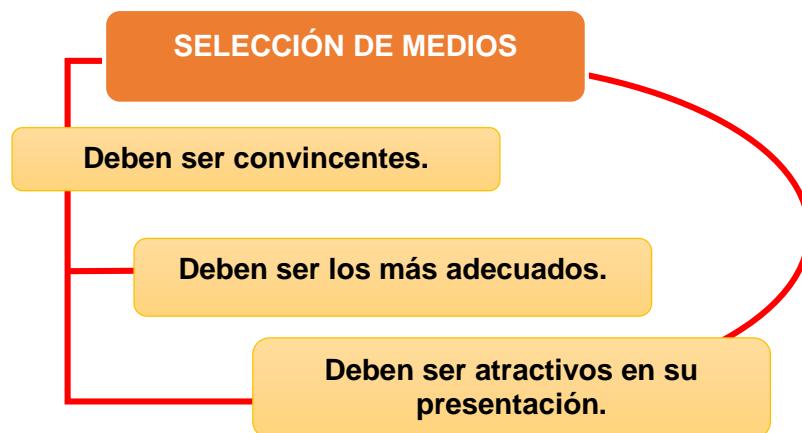 SELECCIÓN DE MEDIOS
Deben ser convincentes.
Deben ser los más adecuados.
Deben ser atractivos en su
presentación.